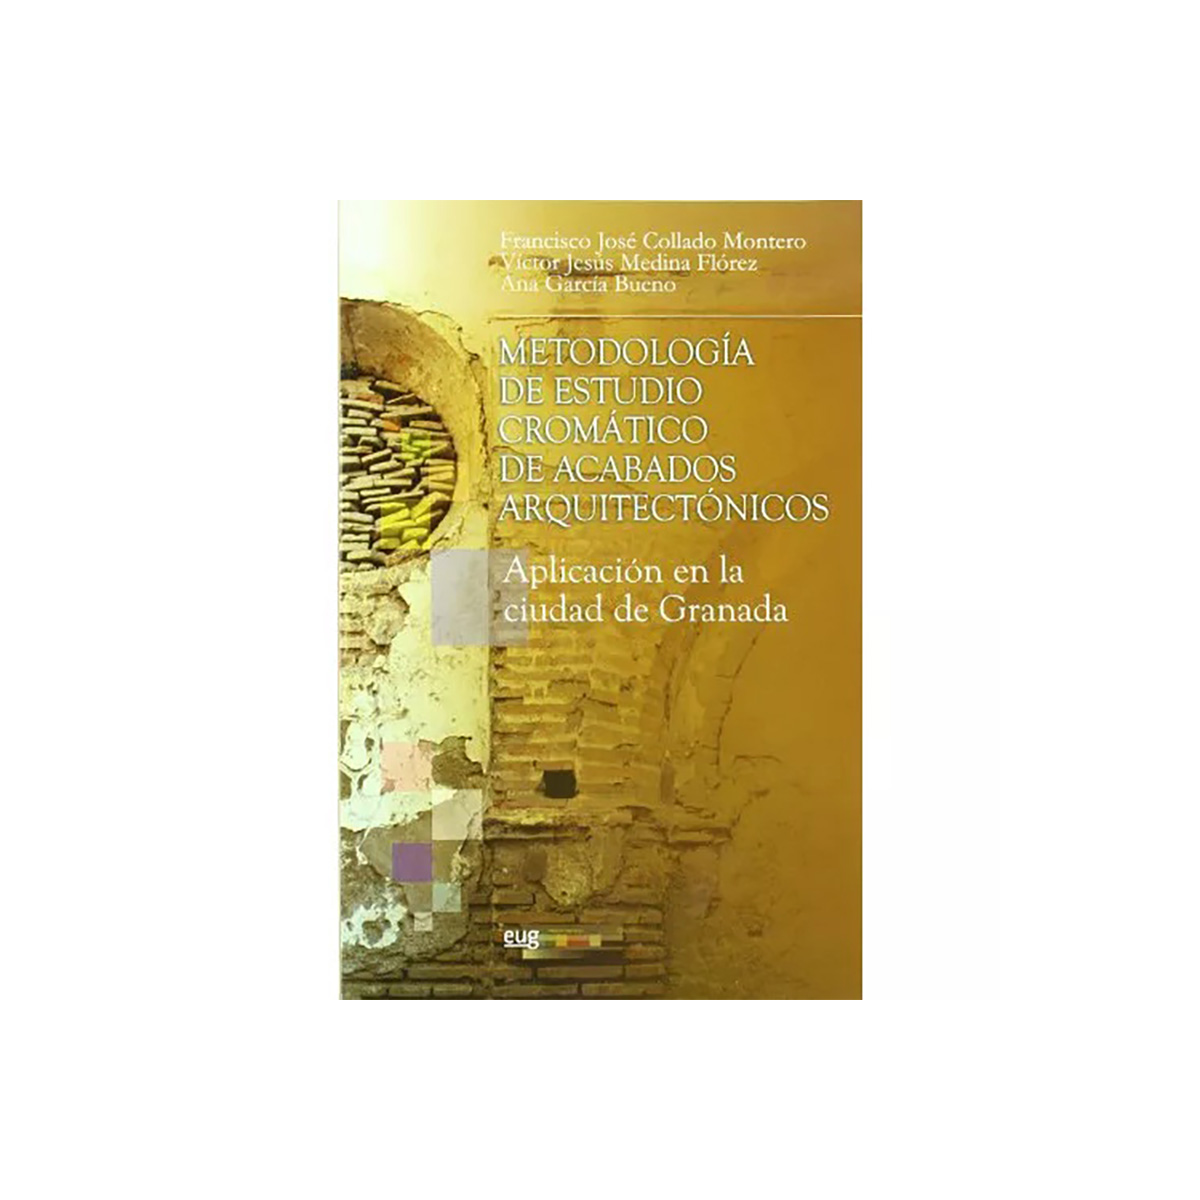 Francisco José Collado Montero
Víctor Jesús Medina Flórez
Ana García Bueno
METODOLOGÍA
DE ESTUDIO
CROMÁTICO
DE ACABADOS
ARQUITECTÓNICOS
Aplicación en la
ciudad de Granada
eug